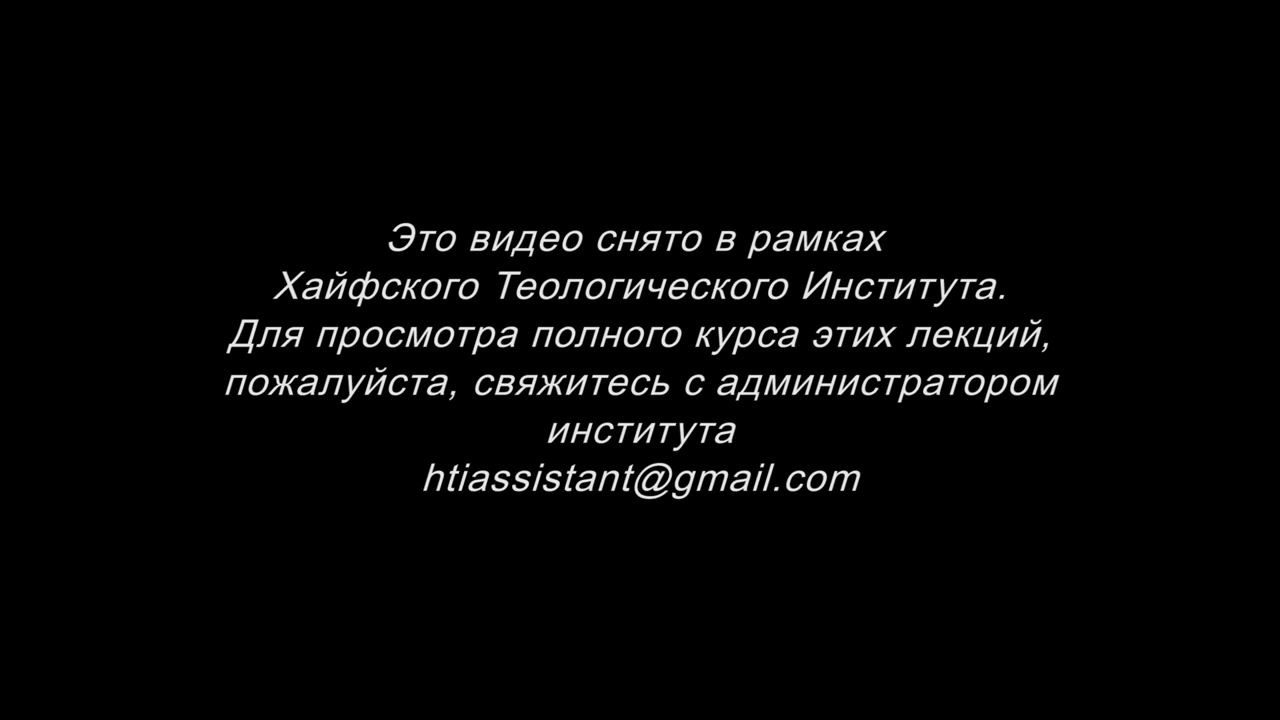 Это видео снято в рамках
Хайфского Теологического Института.
Для просмотра полного курса этих лекций,
пожалуйста, свяжитесь с администратором
института
htiassistant@gmail.com